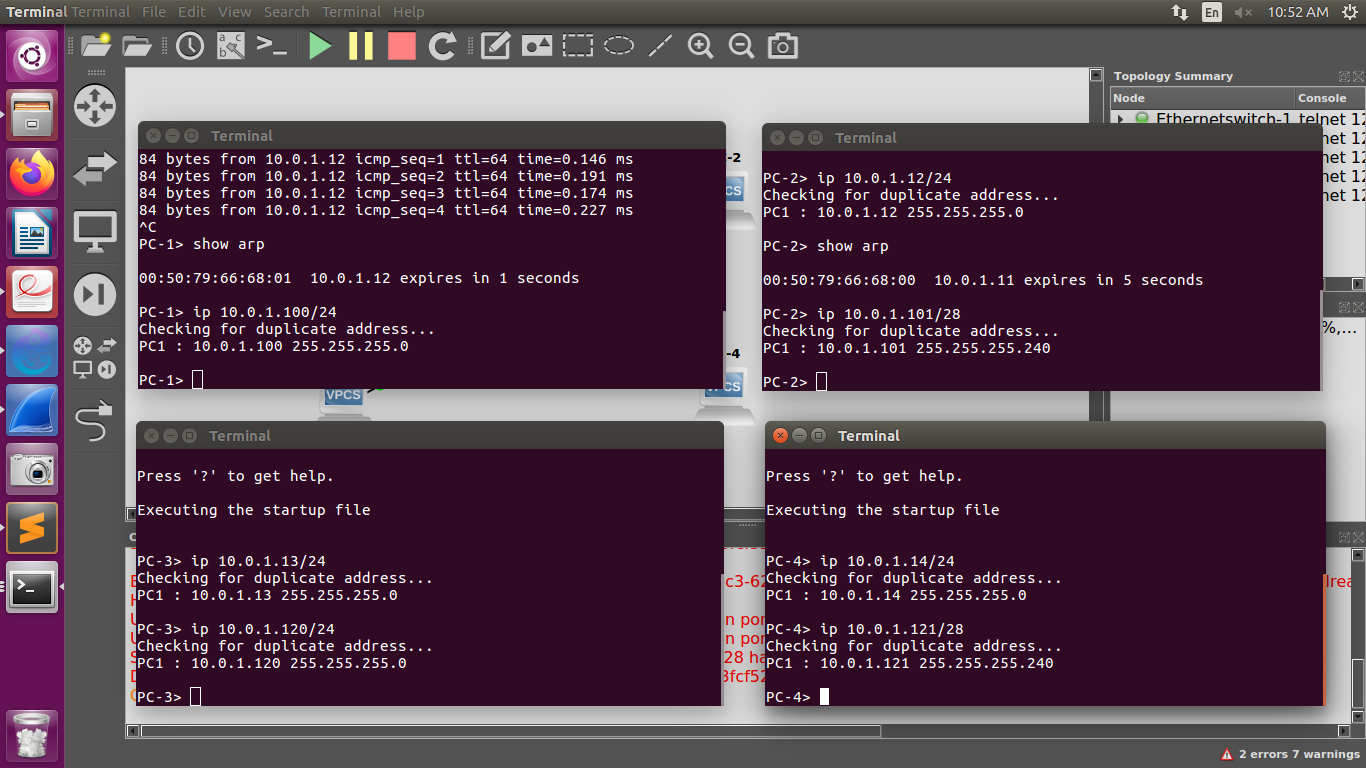 Terminal Terminal File Edit View Search Terminal Help En 10:52 AM
Topology Summary
Node Console
Ethernetswitch-1 telnet 12
telnet 12
Terminal
84 bytes from 10.0.1.12 icmp_seq=1 ttl=64 time=0.146 ms
84 bytes from 10.0.1.12 icmp_seq=2 ttl=64 time=0.191 ms
84 bytes from 10.0.1.12 icmp_seq=3 ttl=64 time=0.174 ms
84 bytes from 10.0.1.12 icmp_seq=4 ttl=64 time=0.227 ms
^C
PC-1> show arp
00:50:79:66:68:01  10.0.1.12 expires in 1 seconds
PC-1> ip 10.0.1.100/24
Checking for duplicate address...
PC1 : 10.0.1.100 255.255.255.0
PC-1>
Terminal
PC-2> ip 10.0.1.12/24
Checking for duplicate address...
PC1 : 10.0.1.12 255.255.255.0
PC-2> show arp
00:50:79:66:68:00  10.0.1.11 expires in 5 seconds
PC-2> ip 10.0.1.101/28
Checking for duplicate address...
PC1 : 10.0.1.101 255.255.255.240
PC-2>
-2
-4
VPCS
%,...
Terminal
Press '?' to get help.
Executing the startup file
PC-3> ip 10.0.1.13/24
Checking for duplicate address...
PC1 : 10.0.1.13 255.255.255.0
PC-3> ip 10.0.1.120/24
Checking for duplicate address...
PC1 : 10.0.1.120 255.255.255.0
PC-3>
Terminal
Press '?' to get help.
Executing the startup file
PC-4> ip 10.0.1.14/24
Checking for duplicate address...
PC1 : 10.0.1.14 255.255.255.0
PC-4> ip 10.0.1.121/28
Checking for duplicate address...
PC1 : 10.0.1.121 255.255.255.240
PC-4>
2 errors 7 warnings